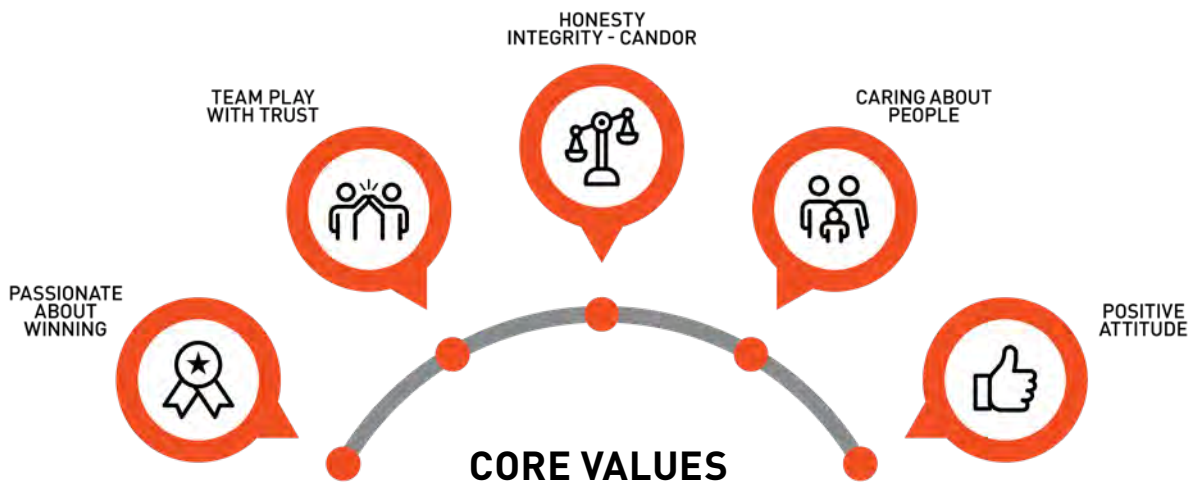 HONESTY
INTEGRITY - CANDOR
TEAM PLAY
WITH TRUST
CARING ABOUT
PEOPLE
PASSIONATE
ABOUT
WINNING
POSITIVE
ATTITUDE
CORE VALUES